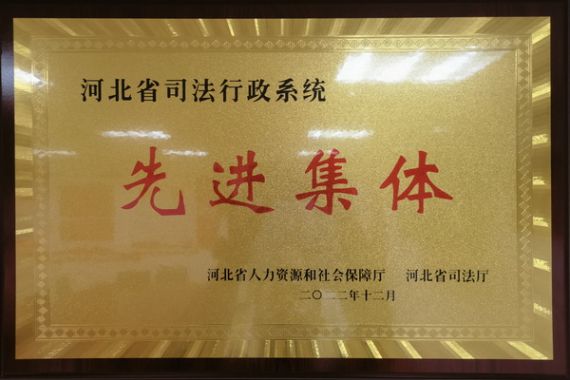 河北省司法行政系统
先进集体
河北省人力资源和社会保障厅 河北省司法厅
二〇二二年十二月